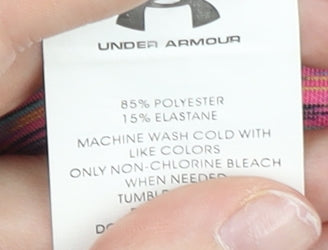 UNDER ARMOUR
85% POLYESTER
15% ELASTANE
MACHINE WASH COLD WITH
LIKE COLORS
ONLY NON-CHLORINE BLEACH
WHEN NEEDED